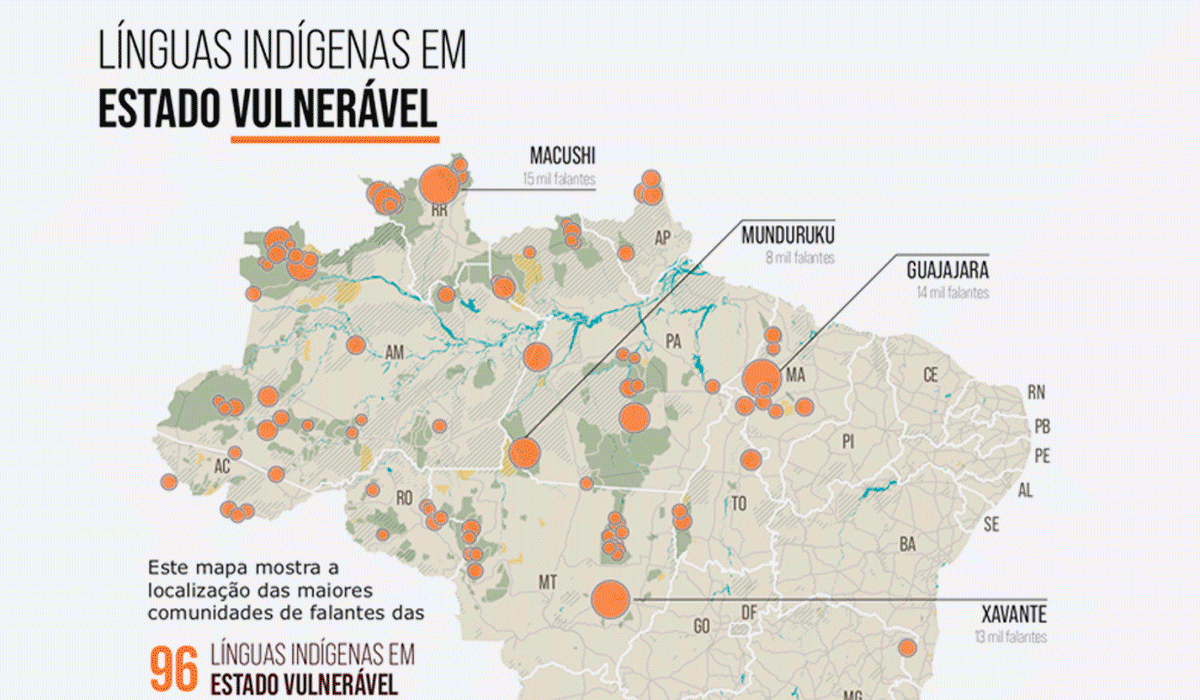 LÍNGUAS INDÍGENAS EM
ESTADO VULNERÁVEL
MACUSHI
15 mil falantes
RR
AP
MUNDURUKU
8 mil falantes
GUAJAJARA
14 mil falantes
AM
PA
MA
CE
RN
PB
PE
PI
AC
AL
RO
TO
SE
BA
MT
DF
GO
XAVANTE
13 mil falantes
MG
Este mapa mostra a
localização das maiores
comunidades de falantes das
96 LÍNGUAS INDÍGENAS EM
ESTADO VULNERÁVEL